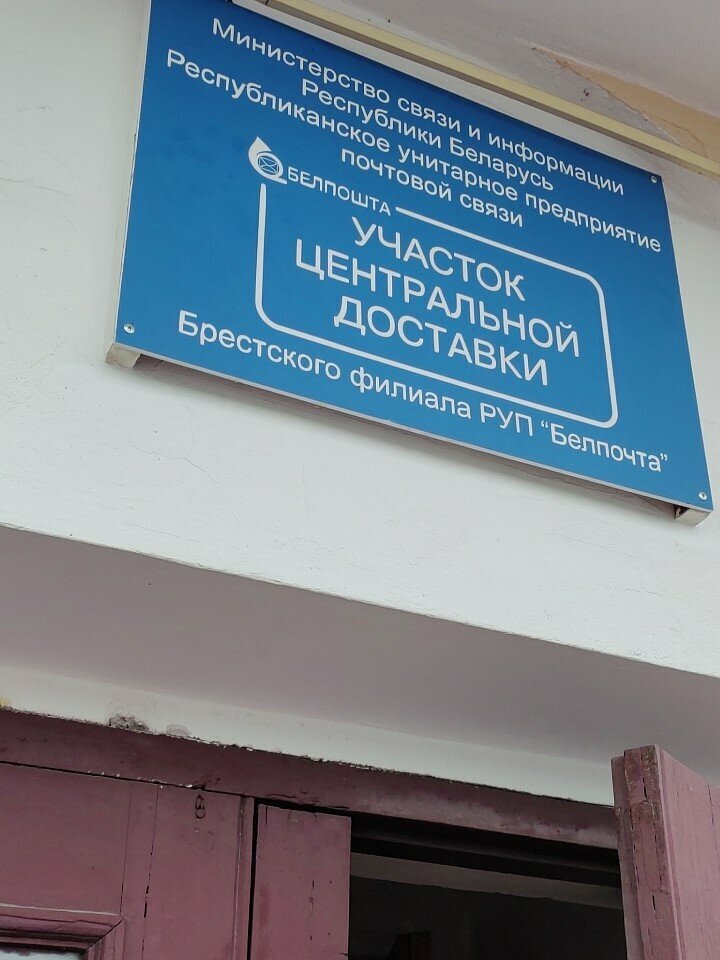 Министерство связи и информации
Республики Беларусь
Республиканское унитарное предприятие
почтовой связи
БЕЛПОШТА
УЧАСТОК
ЦЕНТРАЛЬНОЙ
ДОСТАВКИ
Брестского филиала РУП “Белпочта”